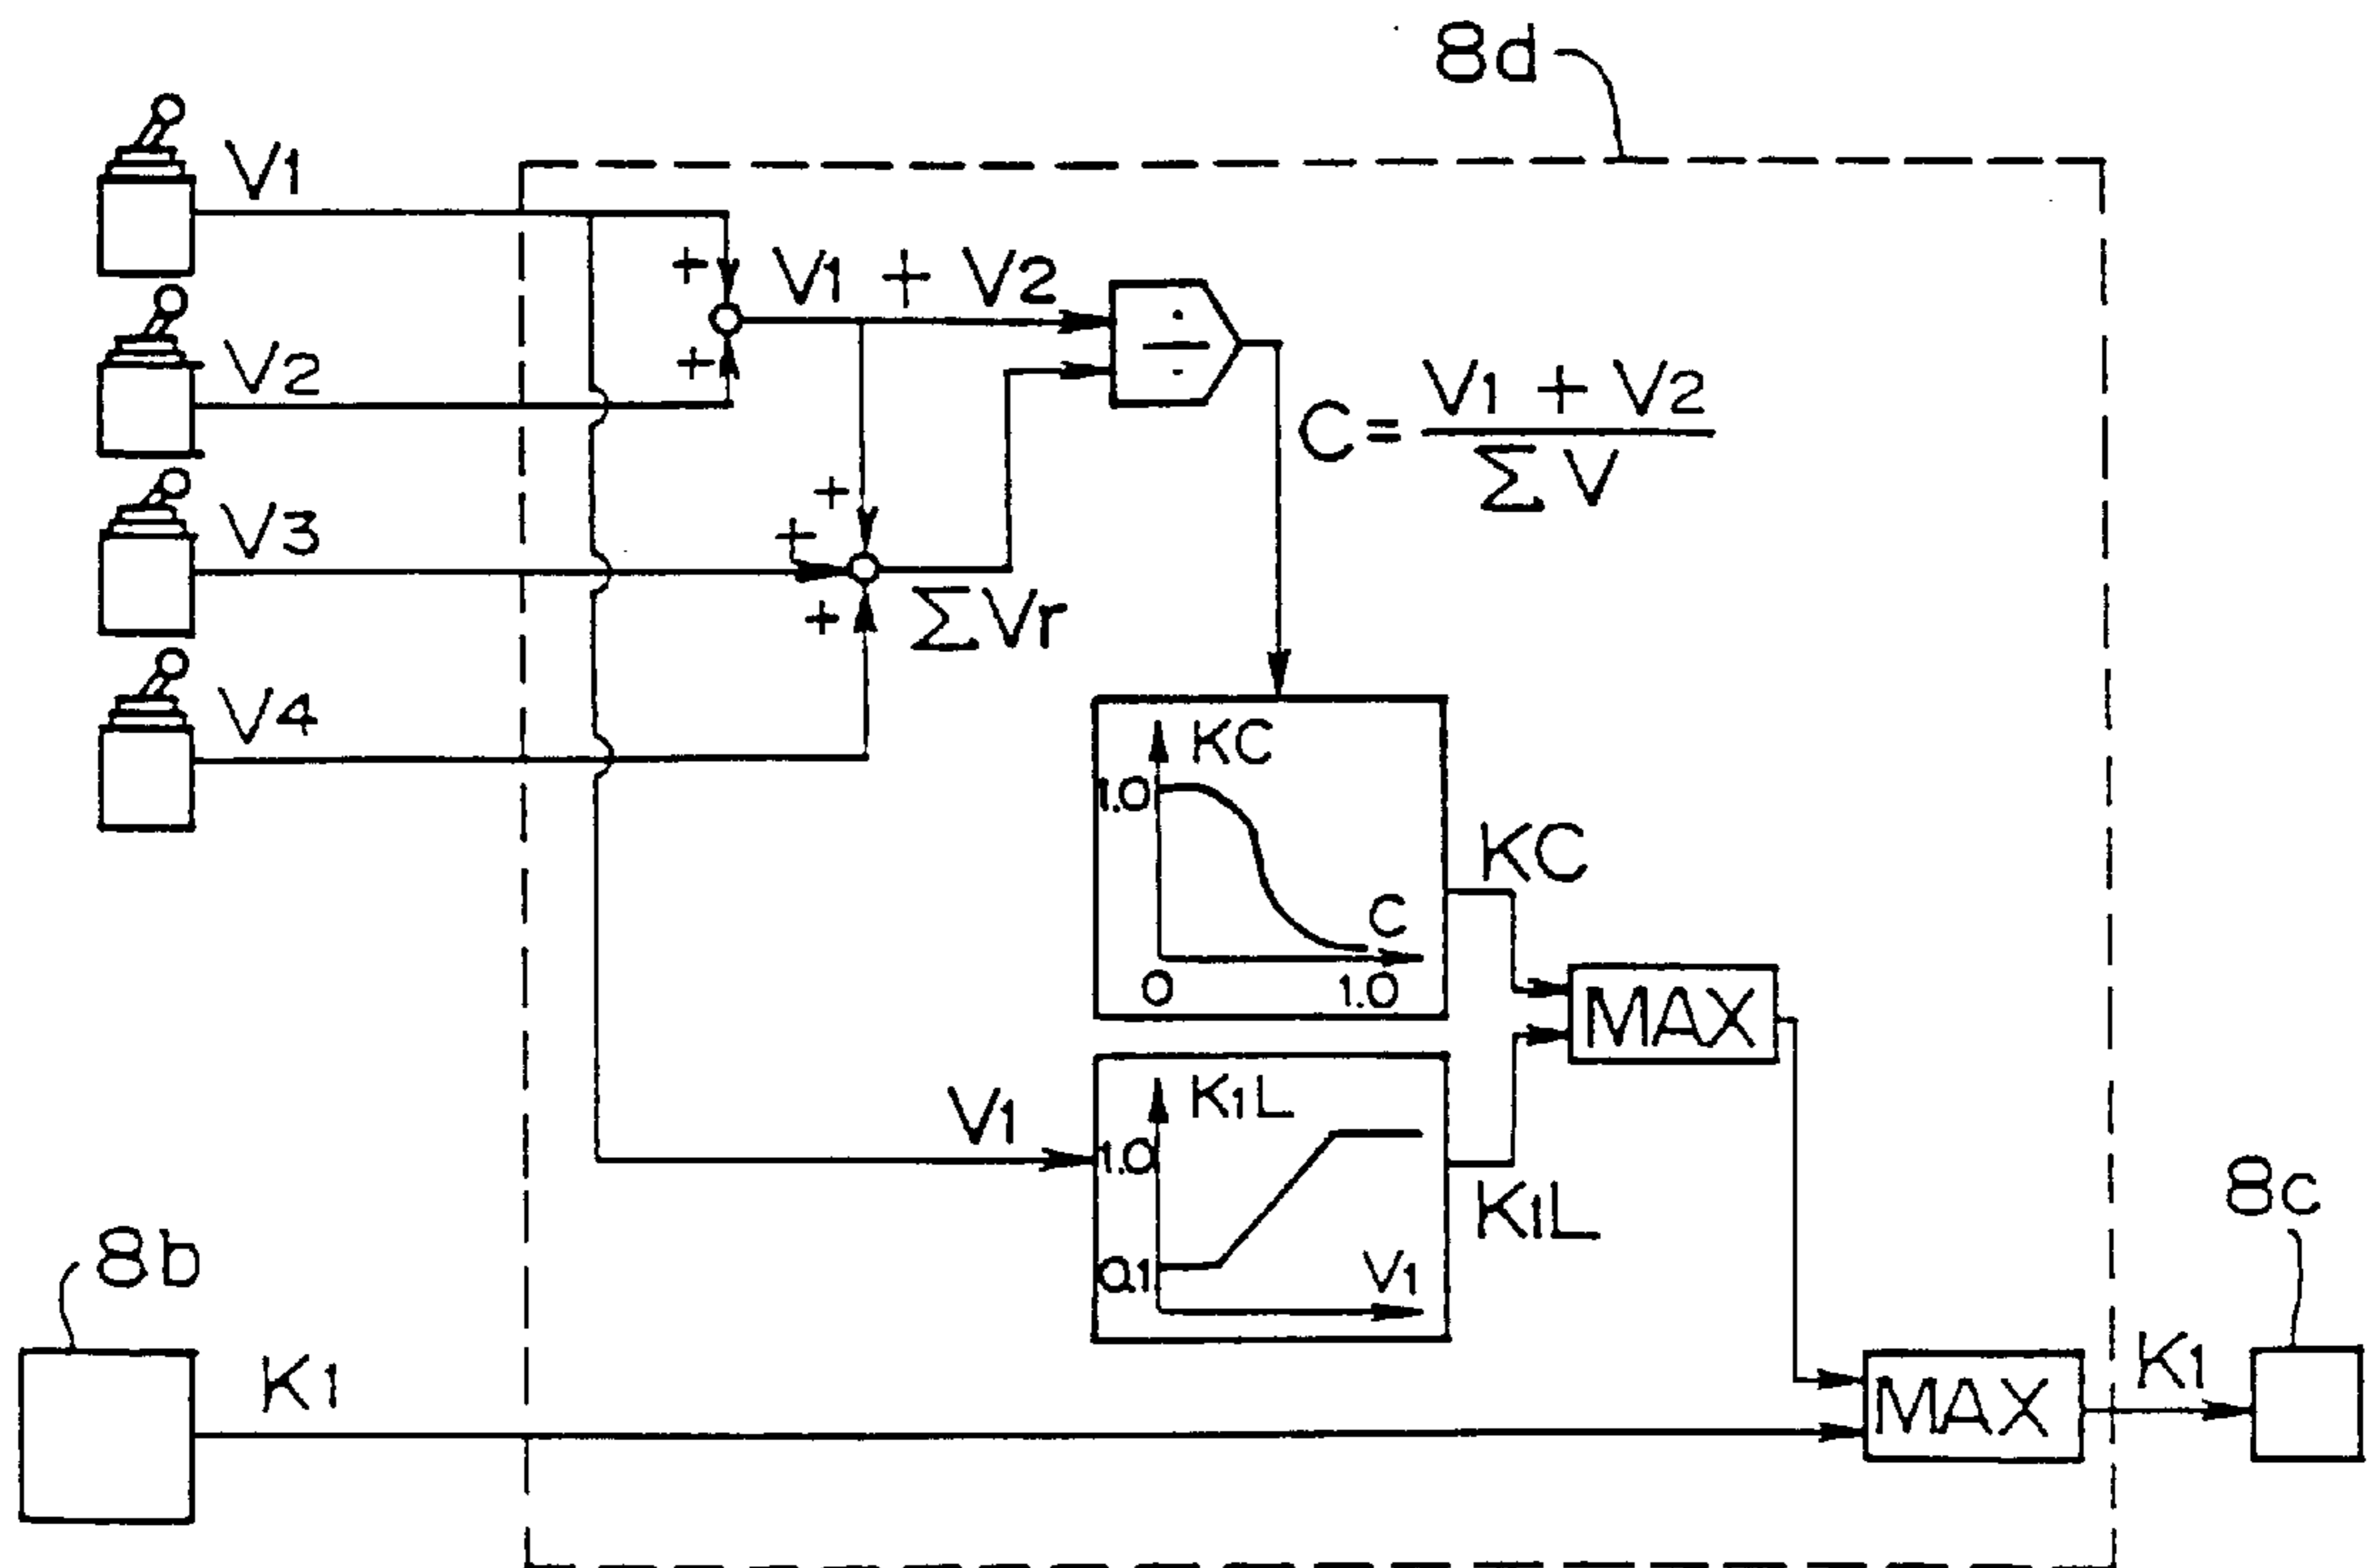 8d
V1
V2
V3
V4
+
+
V1 + V2
÷
C = V1 + V2
ΣV
+
+
+
ΣVr
KC
1.0
C
0
1.0
KC
MAX
V1
K1L
1.0
0.1
V1
K1L
8b
K1
MAX
K1
8c